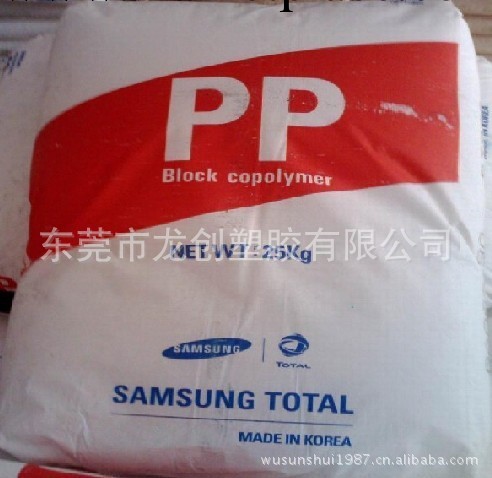 PP
Block copolymer
东莞市龙创塑胶有限公司
NET WT 25Kg
SAMSUNG
TOTAL
SAMSUNG TOTAL
MADE IN KOREA
wusunshui1987.cn.alibaba.com